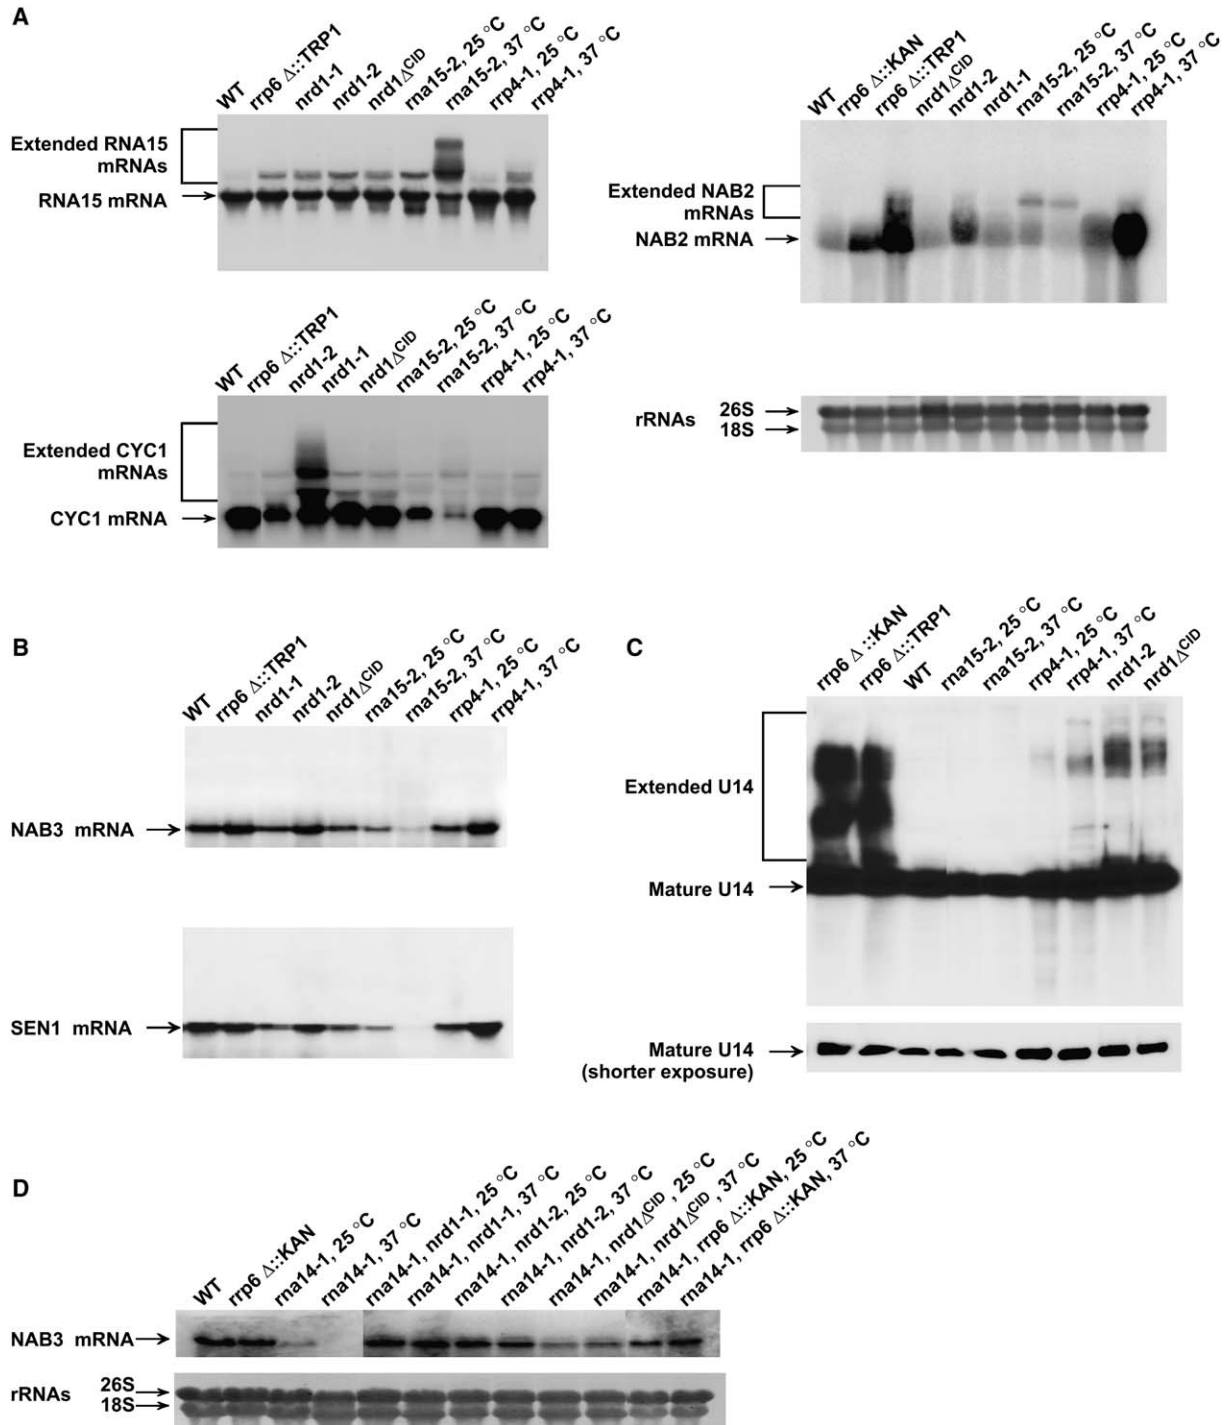 A
WT
rrp6 Δ::TRP1
nrd1-1
nrd1-2
nrd1ΔCID
rna15-2, 25 °C
rna15-2, 37 °C
rrp4-1, 25 °C
rrp4-1, 37 °C
Extended RNA15
mRNAs
RNA15 mRNA
WT
rrp6 Δ::KAN
rrp6 Δ::TRP1
nrd1ΔCID
nrd1-2
nrd1-1
rna15-2, 25 °C
rna15-2, 37 °C
rrp4-1, 25 °C
rrp4-1, 37 °C
Extended NAB2
mRNAs
NAB2 mRNA
WT
rrp6 Δ::TRP1
nrd1-2
nrd1-1
nrd1ΔCID
rna15-2, 25 °C
rna15-2, 37 °C
rrp4-1, 25 °C
rrp4-1, 37 °C
Extended CYC1
mRNAs
CYC1 mRNA
rRNAs
26S
18S
B
WT
rrp6 Δ::TRP1
nrd1-1
nrd1-2
nrd1ΔCID
rna15-2, 25 °C
rna15-2, 37 °C
rrp4-1, 25 °C
rrp4-1, 37 °C
NAB3 mRNA
SEN1 mRNA
C
rrp6 Δ::KAN
rrp6 Δ::TRP1
WT
rna15-2, 25 °C
rna15-2, 37 °C
rrp4-1, 25 °C
rrp4-1, 37 °C
nrd1-2
nrd1ΔCID
Extended U14
Mature U14
Mature U14
(shorter exposure)
D
WT
rrp6 Δ::KAN
rna14-1, 25 °C
rna14-1, 37 °C
rna14-1, nrd1-1, 25 °C
rna14-1, nrd1-1, 37 °C
rna14-1, nrd1-2, 25 °C
rna14-1, nrd1-2, 37 °C
rna14-1, nrd1ΔCID, 25 °C
rna14-1, nrd1ΔCID, 37 °C
rna14-1, rrp6 Δ::KAN, 25 °C
rna14-1, rrp6 Δ::KAN, 37 °C
NAB3 mRNA
rRNAs
26S
18S